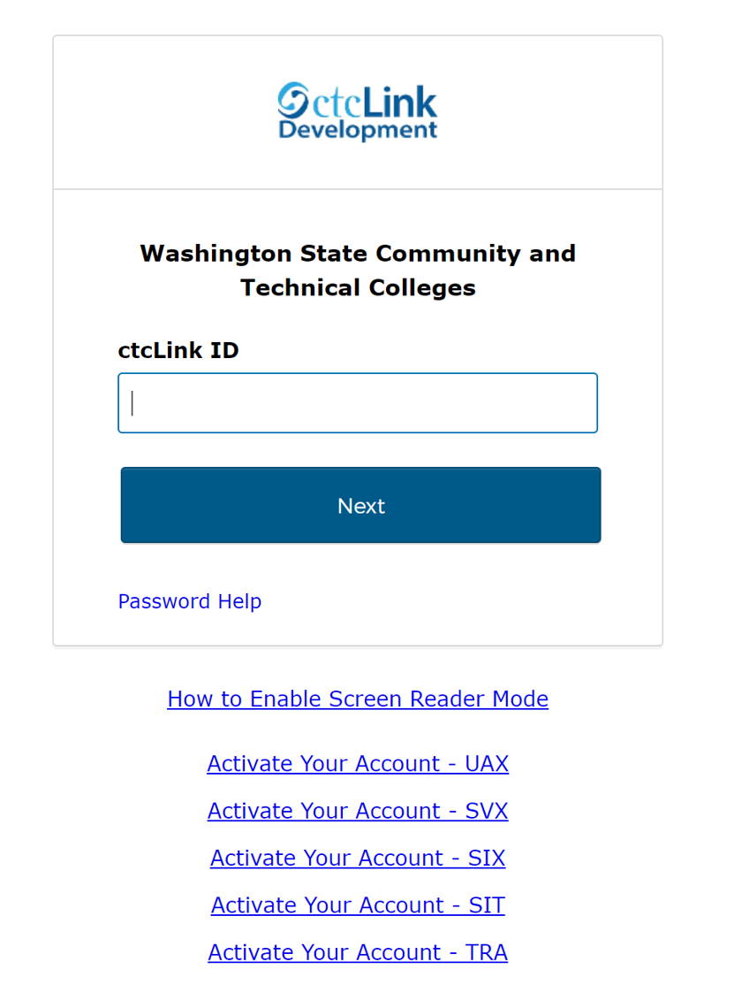 ctcLink
Development
Washington State Community and
Technical Colleges
ctcLink ID
Next
Password Help
How to Enable Screen Reader Mode
Activate Your Account - UAX
Activate Your Account - SVX
Activate Your Account - SIX
Activate Your Account - SIT
Activate Your Account - TRA